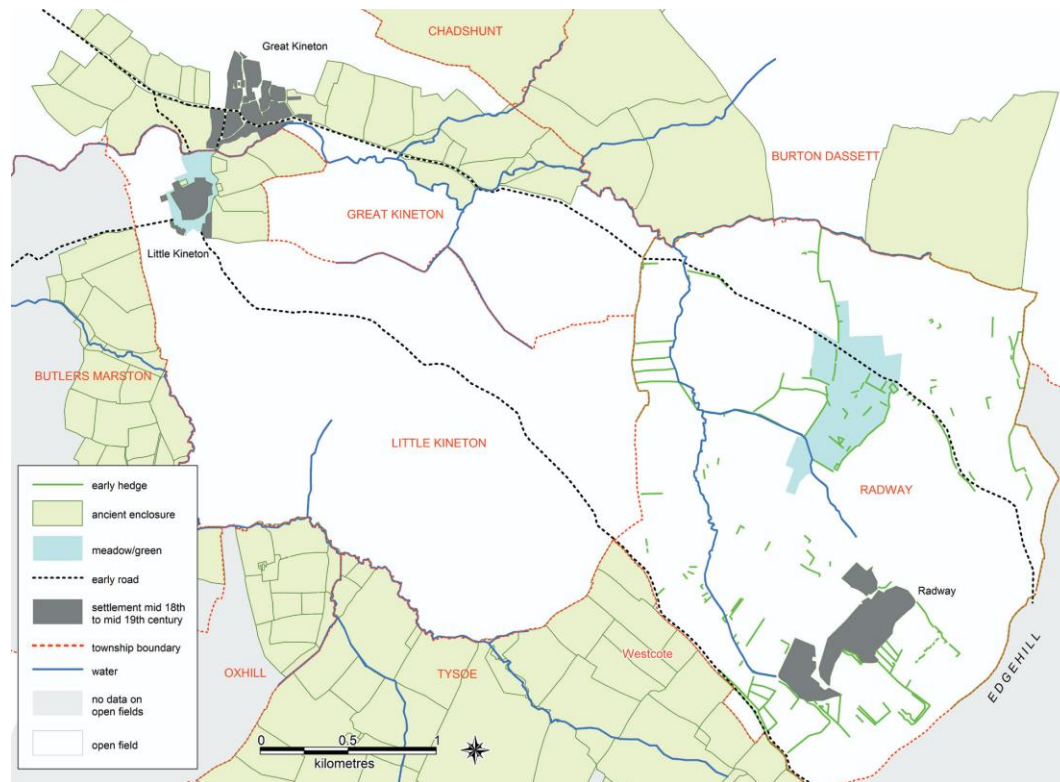 CHADSHUNT
Great Kineton
BURTON DASSETT
GREAT KINETON
Little Kineton
BUTLERS MARSTON
LITTLE KINETON
RADWAY
Radway
Westcote
OXHILL
TYSOE
EDGEHILL
early hedge
ancient enclosure
meadow/green
early road
settlement mid 18th
to mid 19th century
township boundary
water
no data on
open fields
open field
0 0.5 1
kilometres